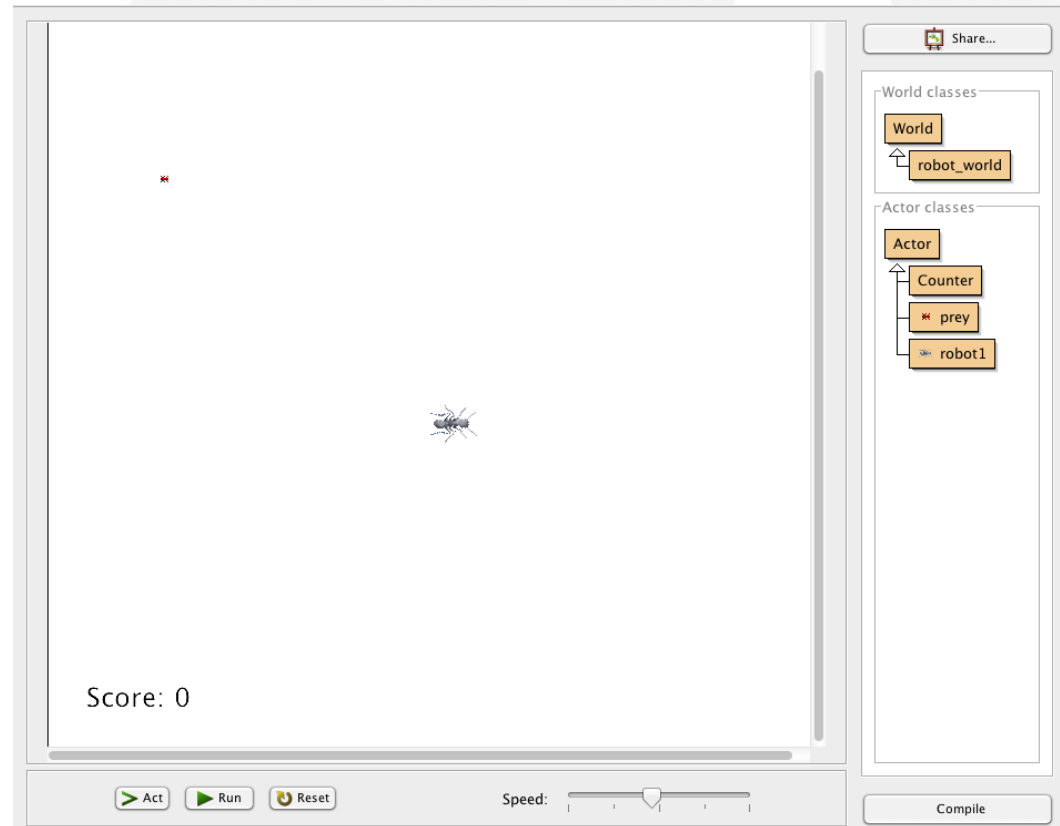 Share...
World classes
World
robot_world
Actor classes
Actor
Counter
prey
robot1
Score: 0
Act Run Reset Speed: Compile